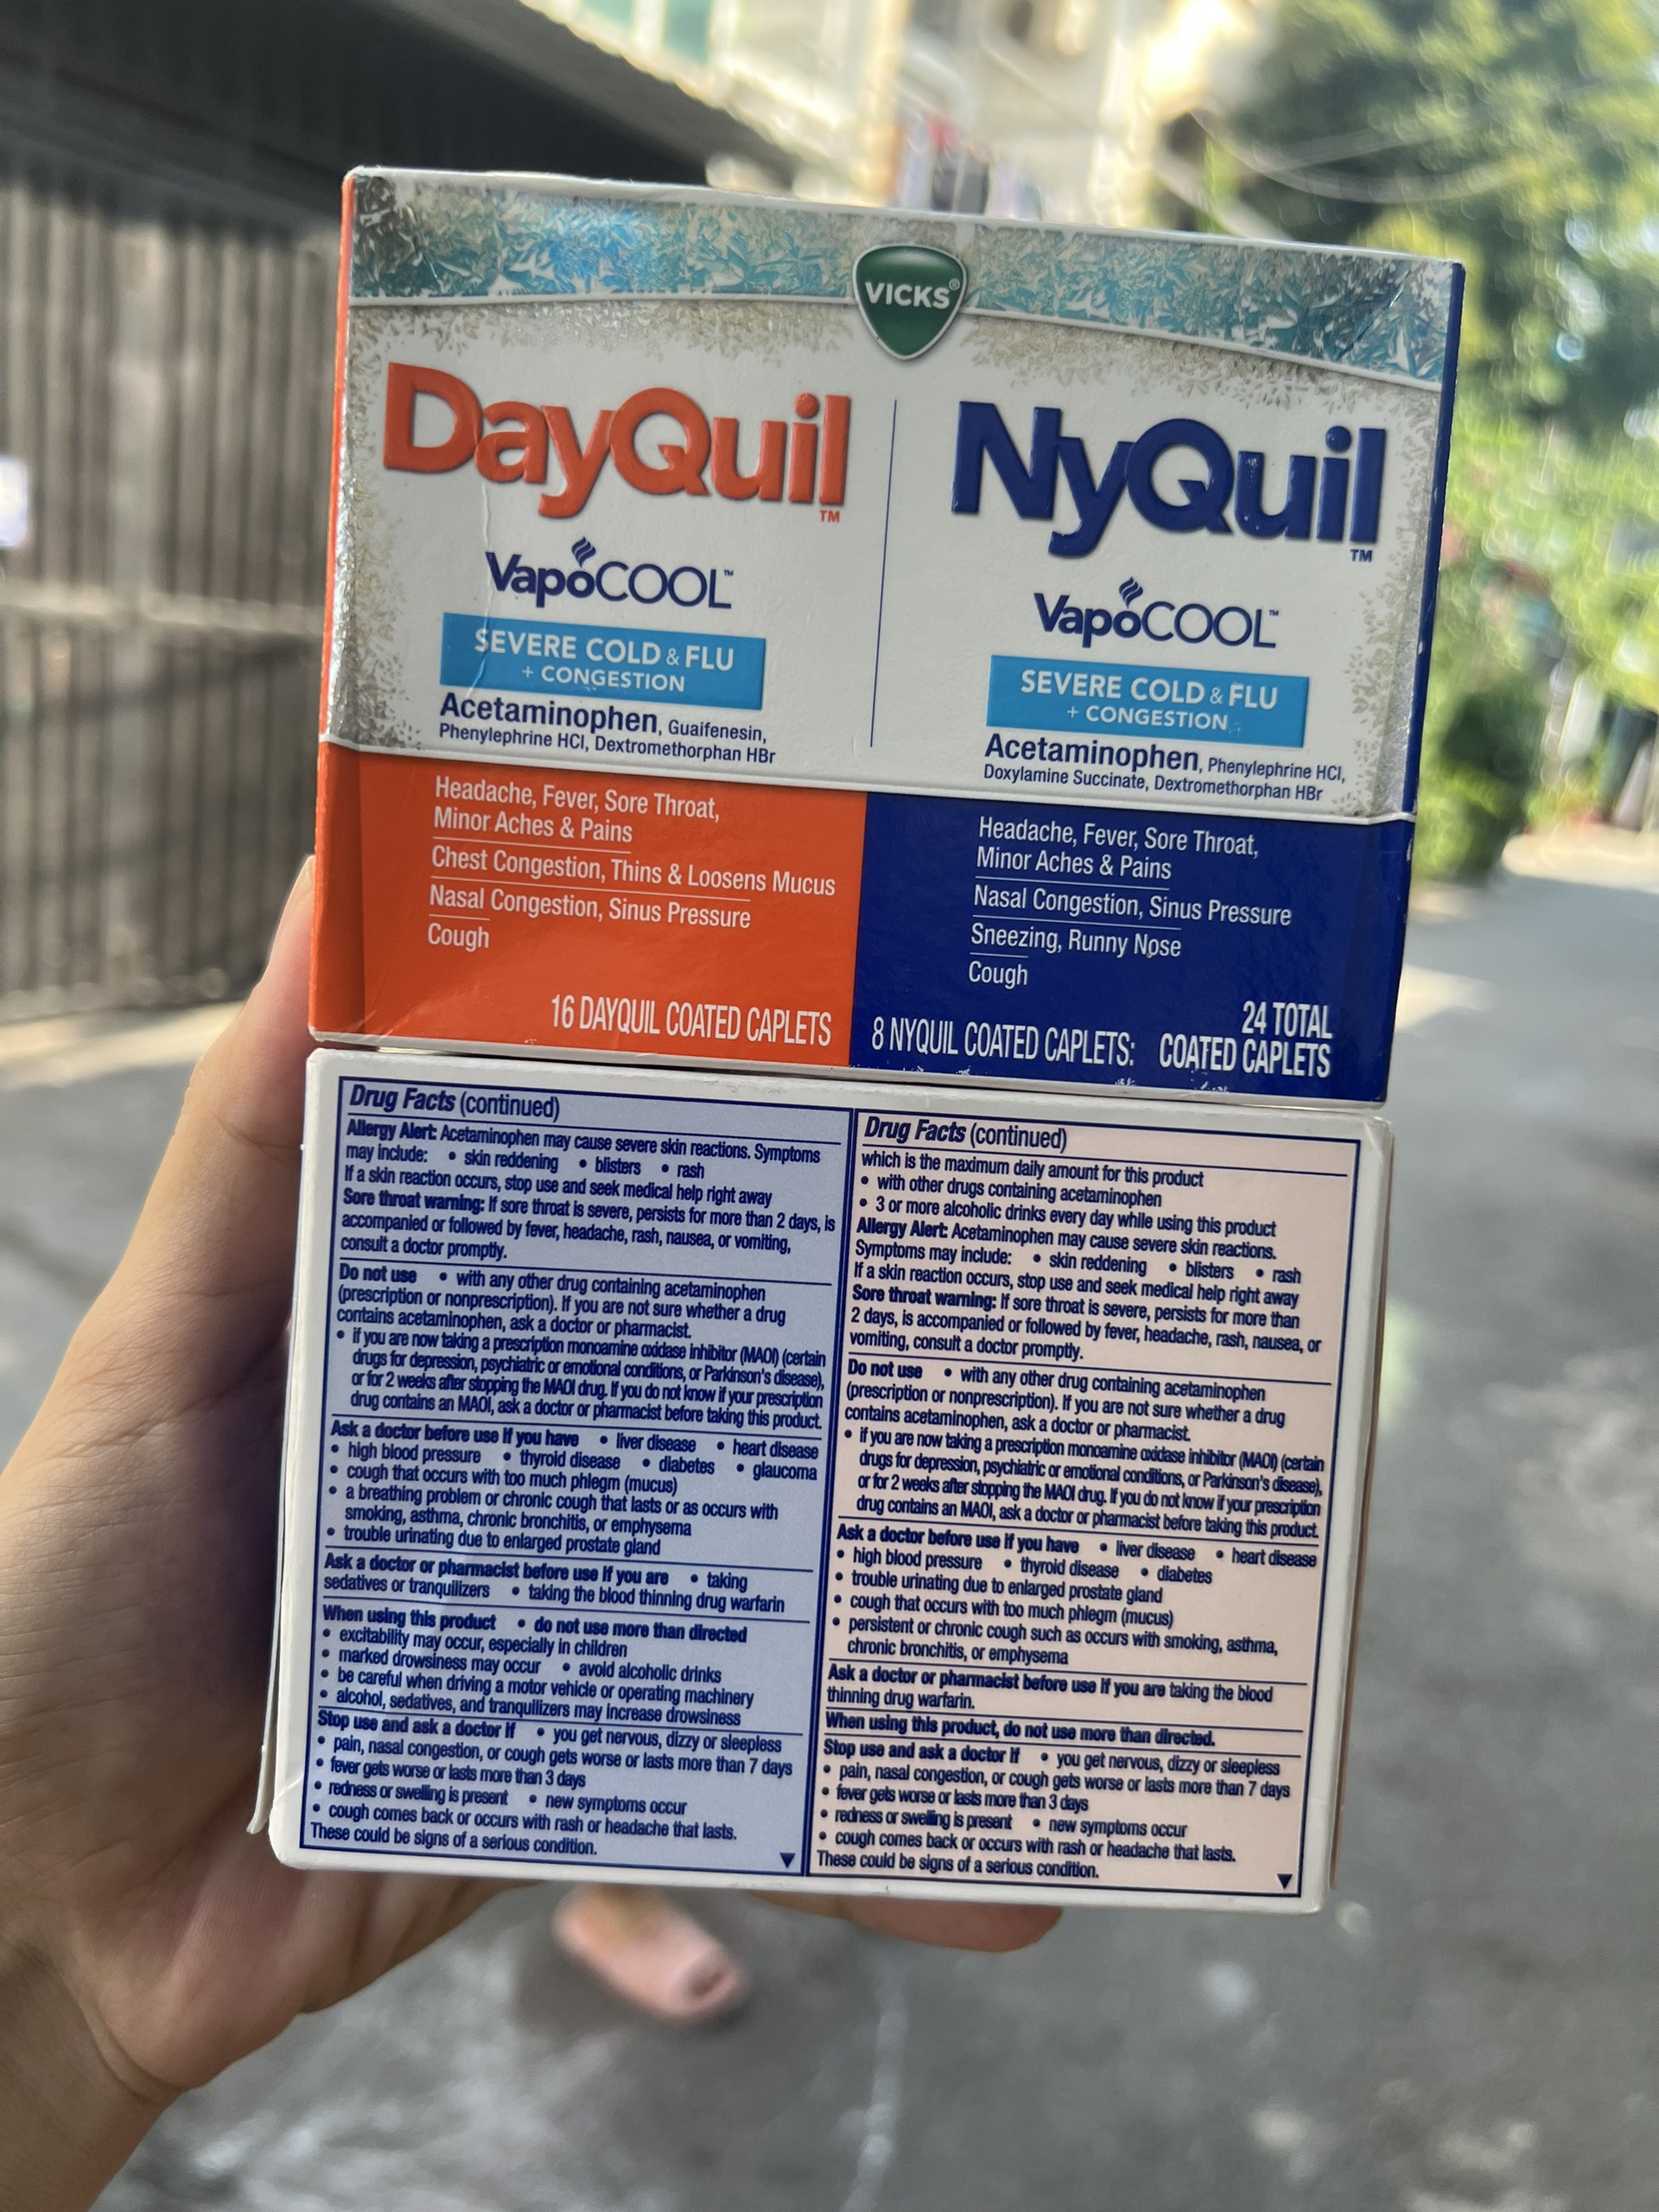 VICKS®
DayQuil™
VapoCOOL™
SEVERE COLD & FLU
+ CONGESTION
Acetaminophen, Guaifenesin,
Phenylephrine HCl, Dextromethorphan HBr
Headache, Fever, Sore Throat,
Minor Aches & Pains
Chest Congestion, Thins & Loosens Mucus
Nasal Congestion, Sinus Pressure
Cough
16 DAYQUIL COATED CAPLETS
NyQuil™
VapoCOOL™
SEVERE COLD & FLU
+ CONGESTION
Acetaminophen, Phenylephrine HCl,
Doxylamine Succinate, Dextromethorphan HBr
Headache, Fever, Sore Throat,
Minor Aches & Pains
Nasal Congestion, Sinus Pressure
Sneezing, Runny Nose
Cough
8 NYQUIL COATED CAPLETS:
24 TOTAL
COATED CAPLETS
Drug Facts (continued)
Allergy Alert: Acetaminophen may cause severe skin reactions. Symptoms
may include: • skin reddening • blisters • rash
If a skin reaction occurs, stop use and seek medical help right away
Sore throat warning: If sore throat is severe, persists for more than 2 days, is
accompanied or followed by fever, headache, rash, nausea, or vomiting,
consult a doctor promptly.
Do not use • with any other drug containing acetaminophen
(prescription or nonprescription). If you are not sure whether a drug
contains acetaminophen, ask a doctor or pharmacist.
• if you are now taking a prescription monoamine oxidase inhibitor (MAOI) (certain
drugs for depression, psychiatric or emotional conditions, or Parkinson's disease),
or for 2 weeks after stopping the MAOI drug. If you do not know if your prescription
drug contains an MAOI, ask a doctor or pharmacist before taking this product.
Ask a doctor before use if you have • liver disease • heart disease
• high blood pressure • thyroid disease • diabetes • glaucoma
• cough that occurs with too much phlegm (mucus)
• a breathing problem or chronic cough that lasts or as occurs with
smoking, asthma, chronic bronchitis, or emphysema
• trouble urinating due to enlarged prostate gland
Ask a doctor or pharmacist before use if you are • taking
sedatives or tranquilizers • taking the blood thinning drug warfarin
When using this product • do not use more than directed
• excitability may occur, especially in children
• marked drowsiness may occur • avoid alcoholic drinks
• be careful when driving a motor vehicle or operating machinery
• alcohol, sedatives, and tranquilizers may increase drowsiness
Stop use and ask a doctor if • you get nervous, dizzy or sleepless
• pain, nasal congestion, or cough gets worse or lasts more than 7 days
• fever gets worse or lasts more than 3 days
• redness or swelling is present • new symptoms occur
• cough comes back or occurs with rash or headache that lasts.
These could be signs of a serious condition.
Drug Facts (continued)
which is the maximum daily amount for this product
• with other drugs containing acetaminophen
• 3 or more alcoholic drinks every day while using this product
Allergy Alert: Acetaminophen may cause severe skin reactions.
Symptoms may include: • skin reddening • blisters • rash
If a skin reaction occurs, stop use and seek medical help right away
Sore throat warning: If sore throat is severe, persists for more than
2 days, is accompanied or followed by fever, headache, rash, nausea, or
vomiting, consult a doctor promptly.
Do not use • with any other drug containing acetaminophen
(prescription or nonprescription). If you are not sure whether a drug
contains acetaminophen, ask a doctor or pharmacist.
• if you are now taking a prescription monoamine oxidase inhibitor (MAOI) (certain
drugs for depression, psychiatric or emotional conditions, or Parkinson's disease),
or for 2 weeks after stopping the MAOI drug. If you do not know if your prescription
drug contains an MAOI, ask a doctor or pharmacist before taking this product.
Ask a doctor before use if you have • liver disease • heart disease
• high blood pressure • thyroid disease • diabetes
• trouble urinating due to enlarged prostate gland
• cough that occurs with too much phlegm (mucus)
• persistent or chronic cough such as occurs with smoking, asthma,
chronic bronchitis, or emphysema
Ask a doctor or pharmacist before use if you are taking the blood
thinning drug warfarin.
When using this product, do not use more than directed.
Stop use and ask a doctor if • you get nervous, dizzy or sleepless
• pain, nasal congestion, or cough gets worse or lasts more than 7 days
• fever gets worse or lasts more than 3 days
• redness or swelling is present • new symptoms occur
• cough comes back or occurs with rash or headache that lasts.
These could be signs of a serious condition.